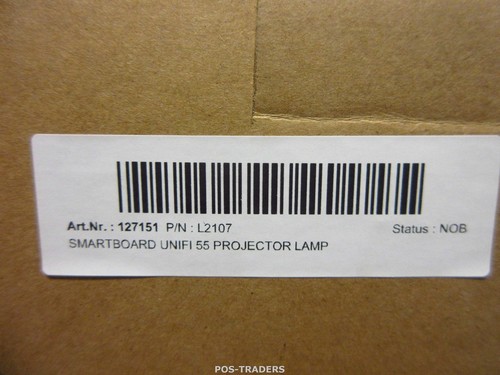 Art.Nr. : 127151 P/N : L2107 Status : NOB
SMARTBOARD UNIFI 55 PROJECTOR LAMP
POS-TRADERS